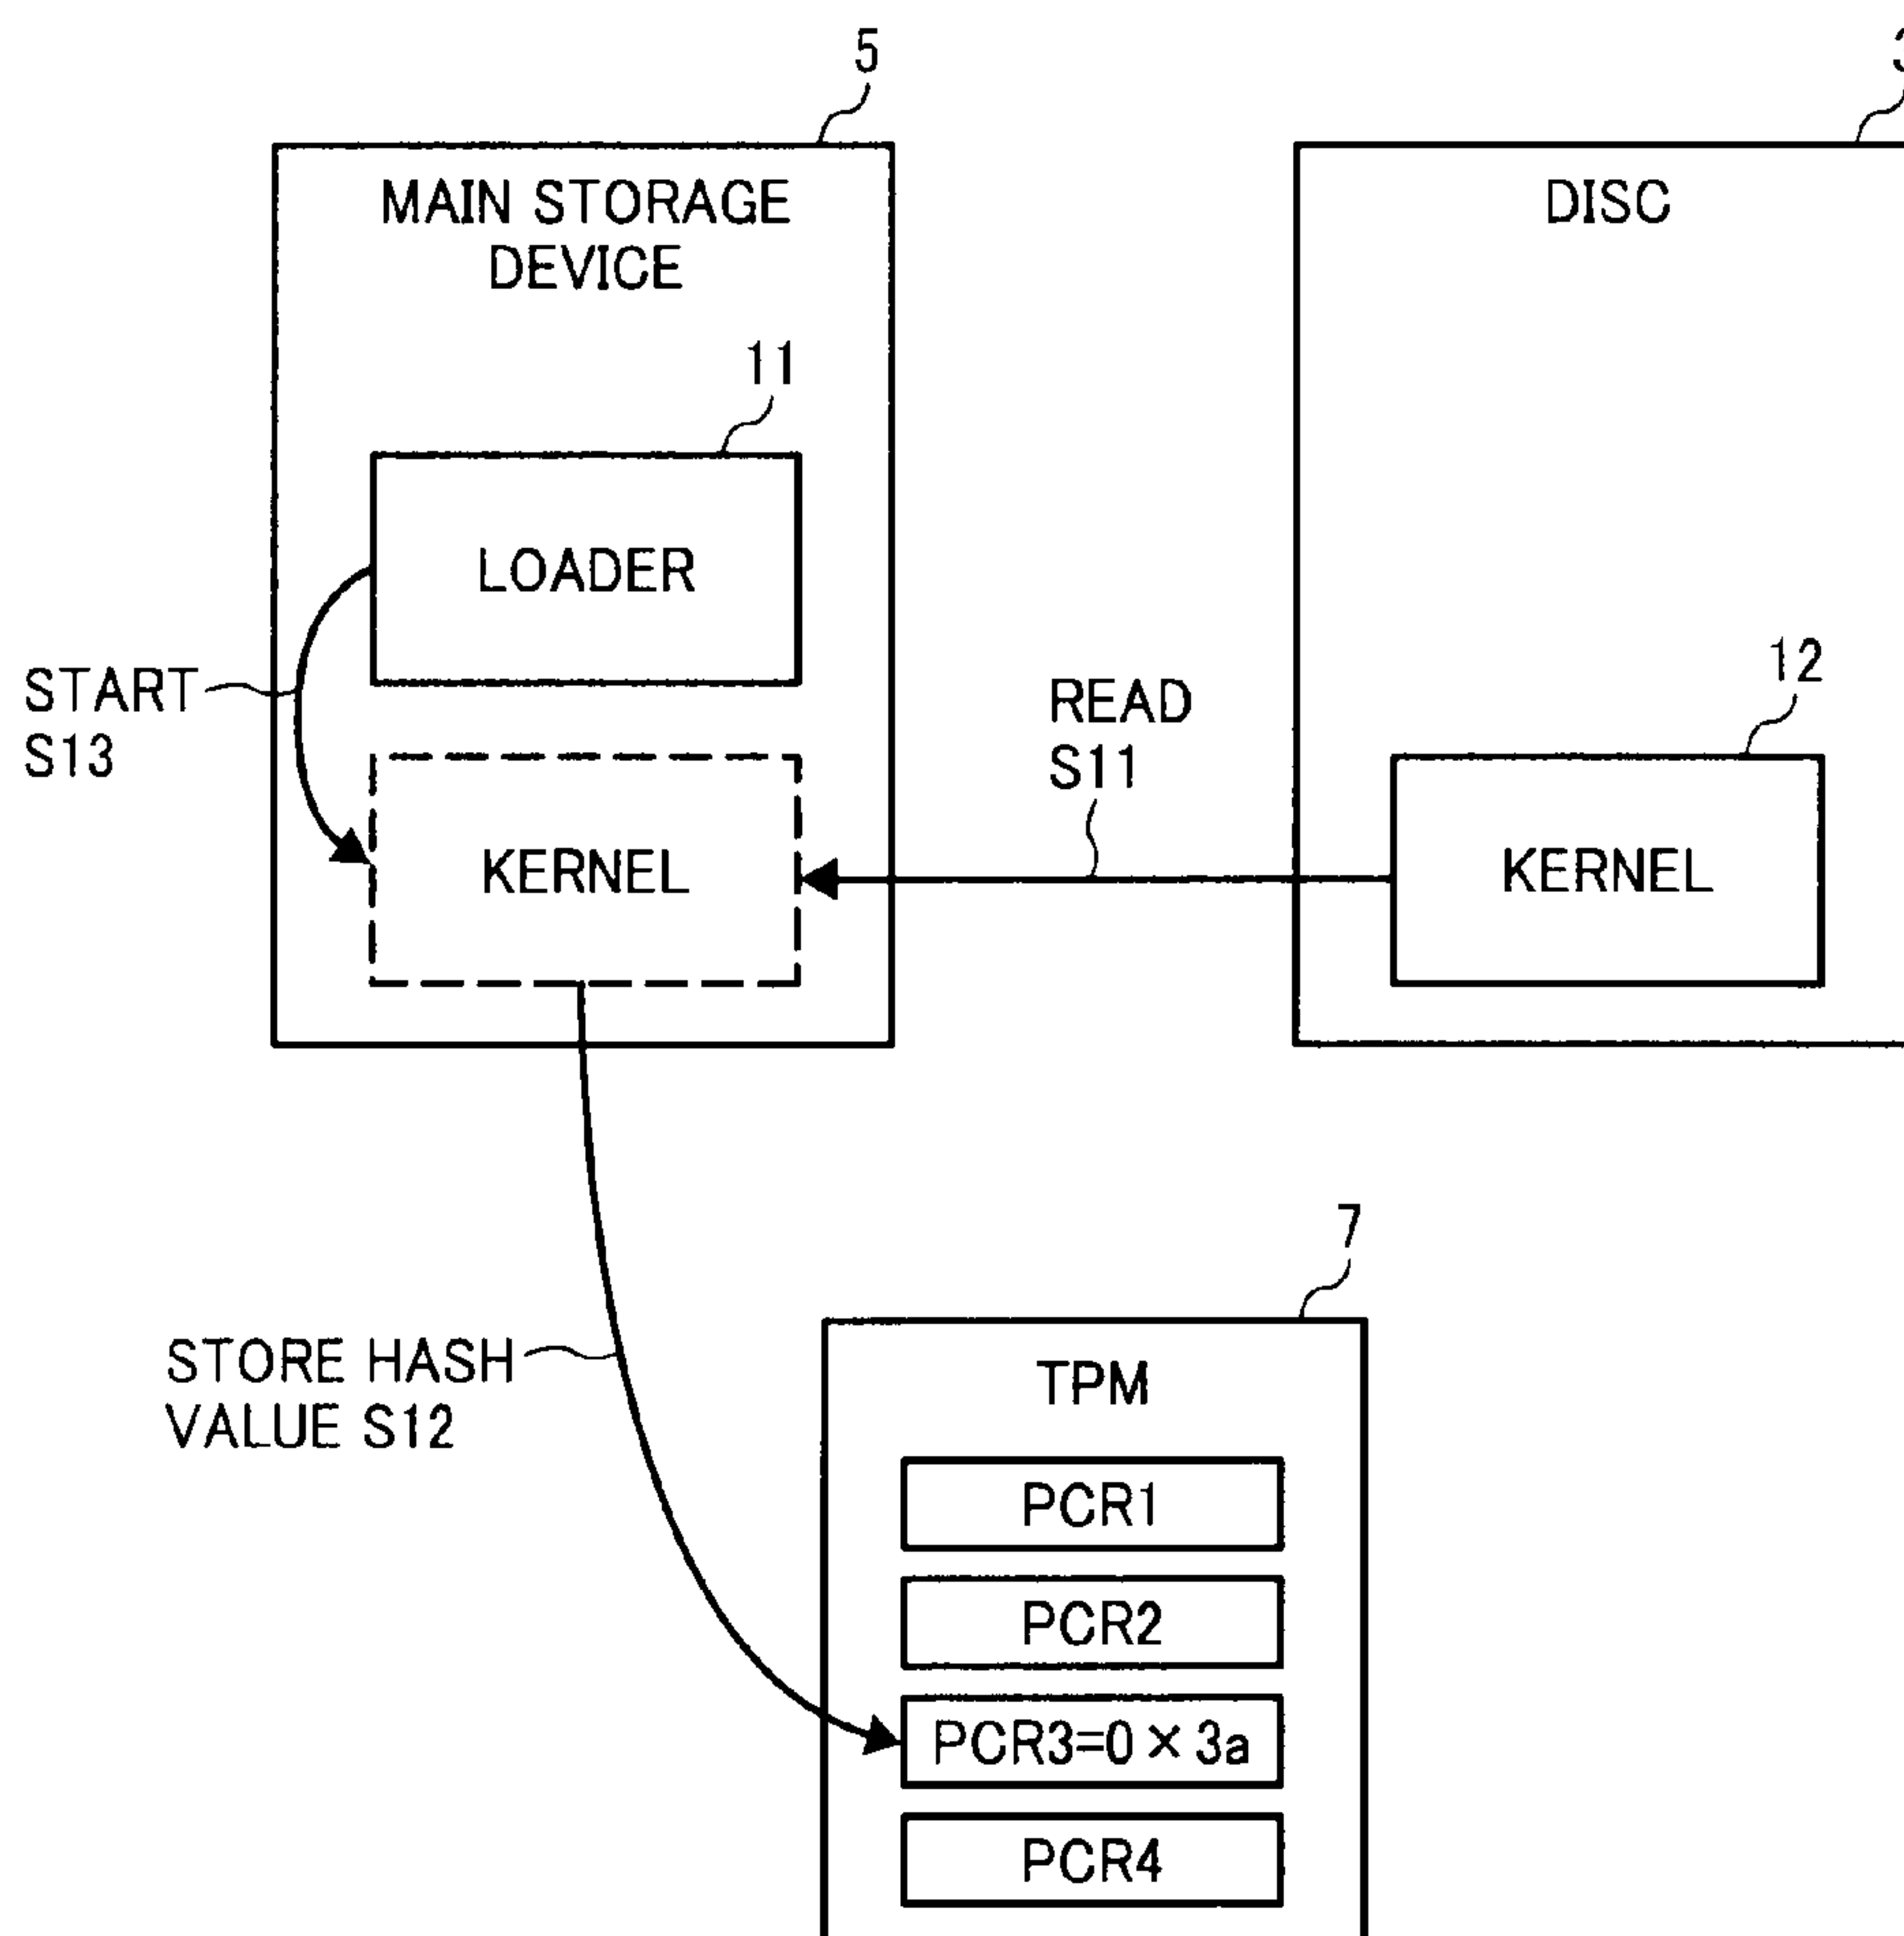 5
MAIN STORAGE
DEVICE
11
LOADER
START
S13
KERNEL
READ
S11
DISC
12
KERNEL
STORE HASH
VALUE S12
7
TPM
PCR1
PCR2
PCR3=0 × 3a
PCR4